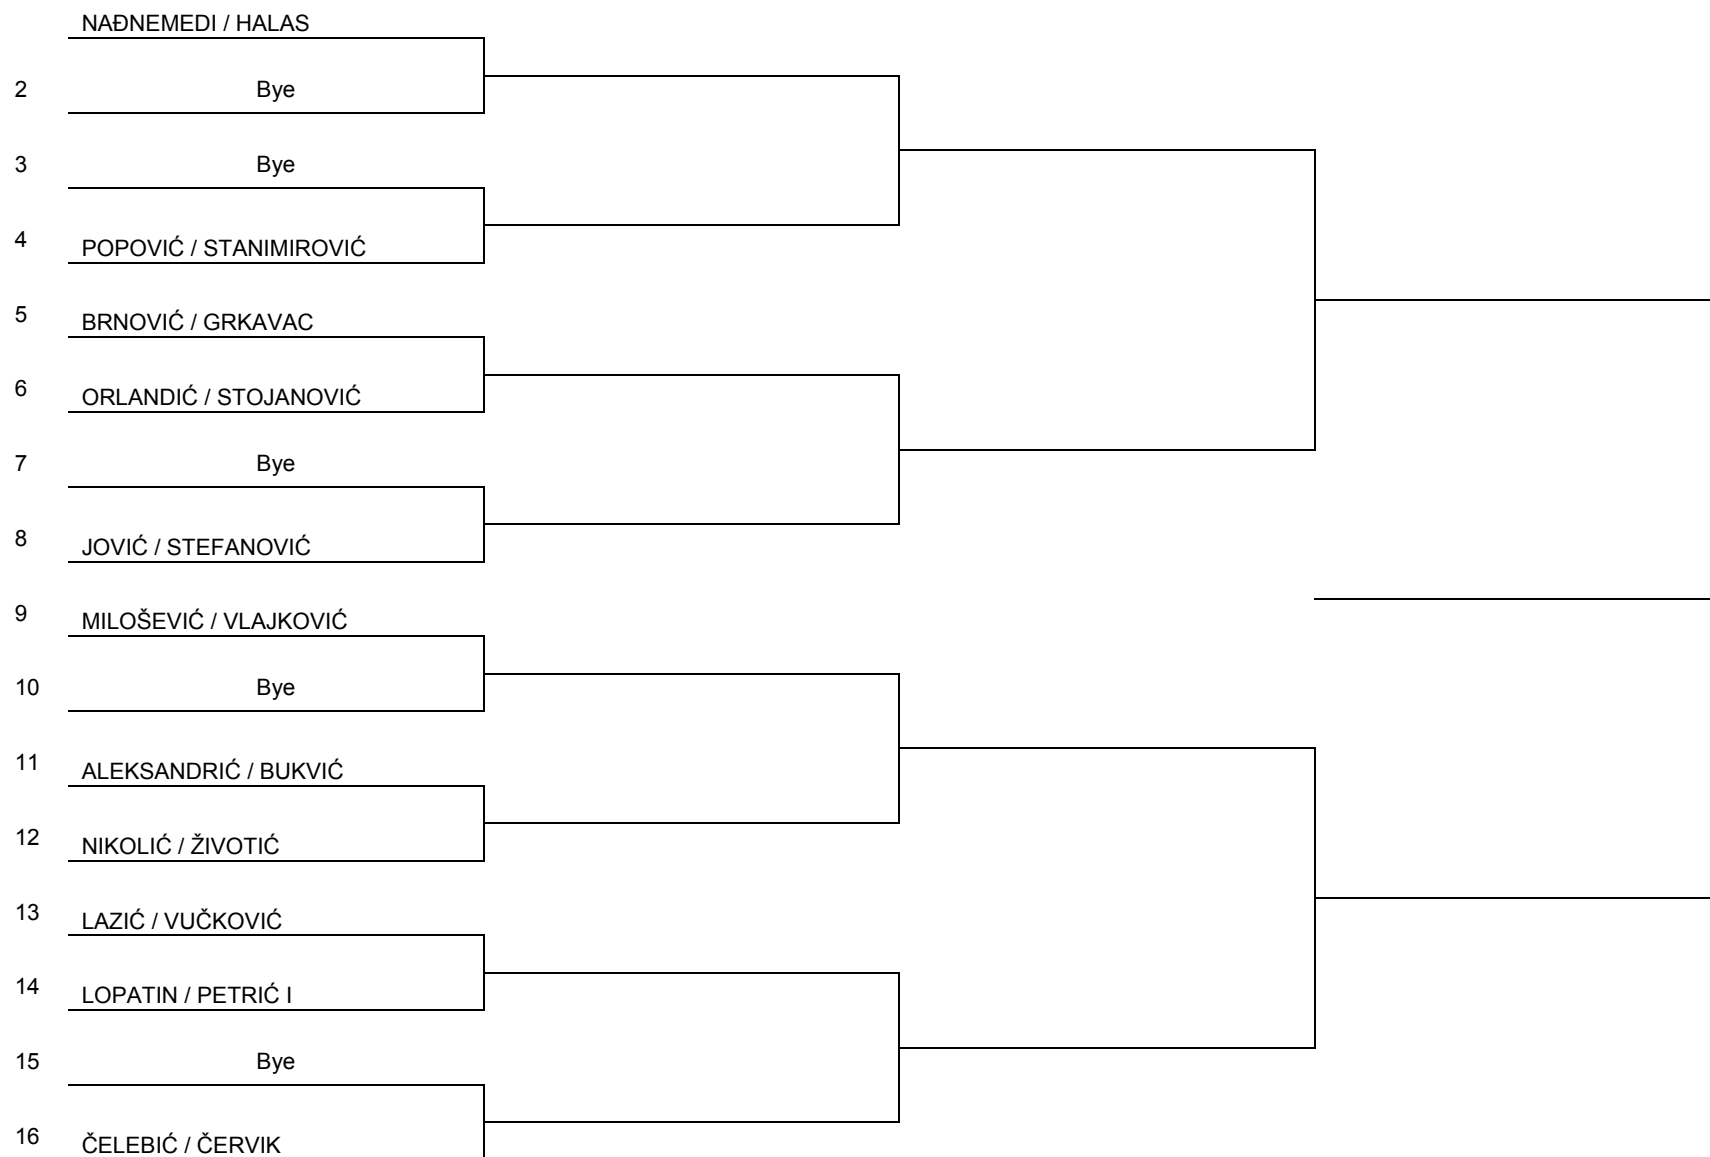 NAĐNEMEDI / HALAS
2 Bye
3 Bye
4 POPOVIĆ / STANIMIROVIĆ
5 BRNOVIĆ / GRKAVAC
6 ORLANDIĆ / STOJANOVIĆ
7 Bye
8 JOVIĆ / STEFANOVIĆ
9 MILOŠEVIĆ / VLAJKOVIĆ
10 Bye
11 ALEKSANDRIĆ / BUKVIĆ
12 NIKOLIĆ / ŽIVOTIĆ
13 LAZIĆ / VUČKOVIĆ
14 LOPATIN / PETRIĆ I
15 Bye
16 ČELEBIĆ / ČERVIK